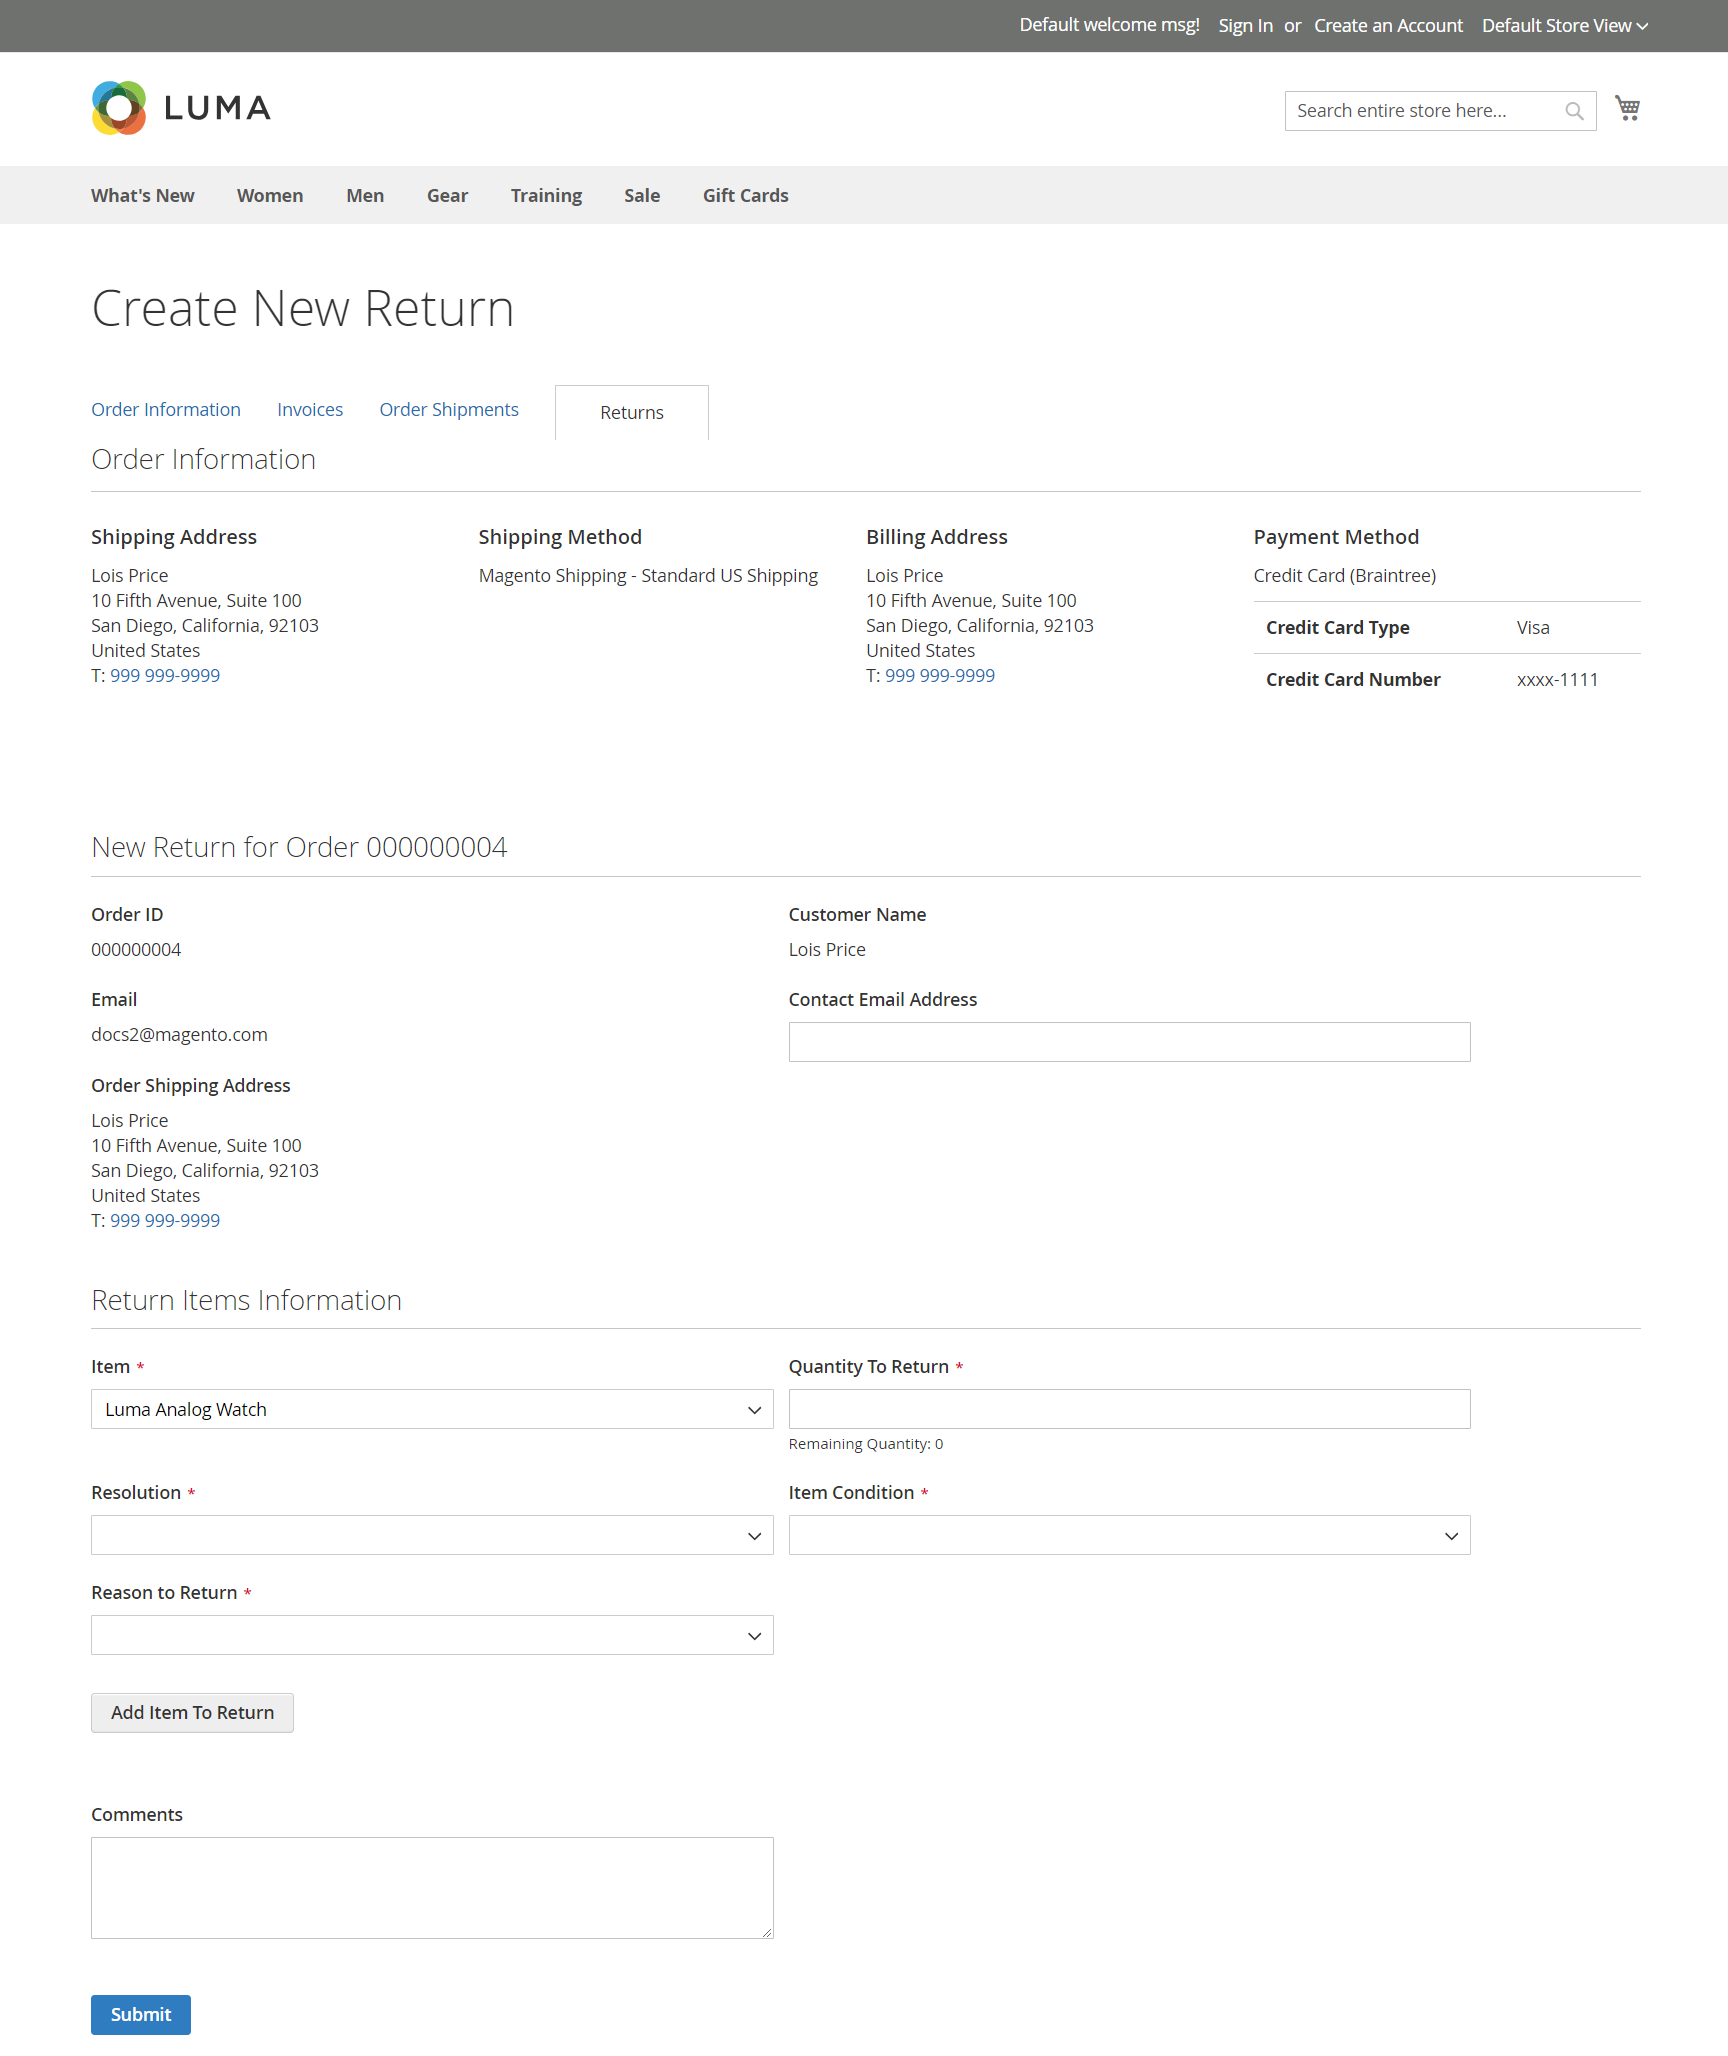 Default welcome msg! Sign In or Create an Account Default Store View
LUMA
Search entire store here...
What's New Women Men Gear Training Sale Gift Cards
Create New Return
Order Information Invoices Order Shipments Returns
Order Information
Shipping Address
Lois Price
10 Fifth Avenue, Suite 100
San Diego, California, 92103
United States
T: 999 999-9999
Shipping Method
Magento Shipping - Standard US Shipping
Billing Address
Lois Price
10 Fifth Avenue, Suite 100
San Diego, California, 92103
United States
T: 999 999-9999
Payment Method
Credit Card (Braintree)
Credit Card Type Visa
Credit Card Number xxxx-1111
New Return for Order 000000004
Order ID
000000004
Customer Name
Lois Price
Email
docs2@magento.com
Contact Email Address
Order Shipping Address
Lois Price
10 Fifth Avenue, Suite 100
San Diego, California, 92103
United States
T: 999 999-9999
Return Items Information
Item *
Luma Analog Watch
Quantity To Return *
Remaining Quantity: 0
Resolution *
Item Condition *
Reason to Return *
Add Item To Return
Comments
Submit